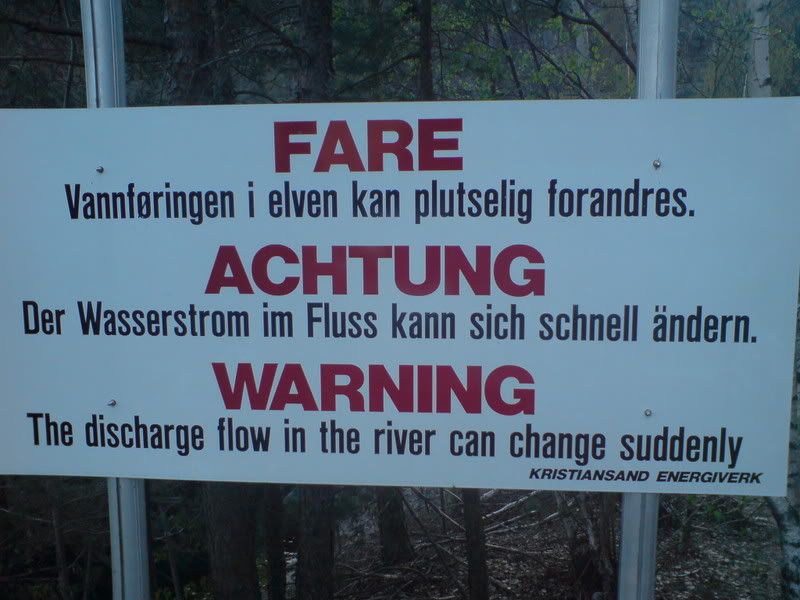 FARE
Vannføringen i elven kan plutselig forandres.
ACHTUNG
Der Wasserstrom im Fluss kann sich schnell ändern.
WARNING
The discharge flow in the river can change suddenly
KRISTIANSAND ENERGIVERK